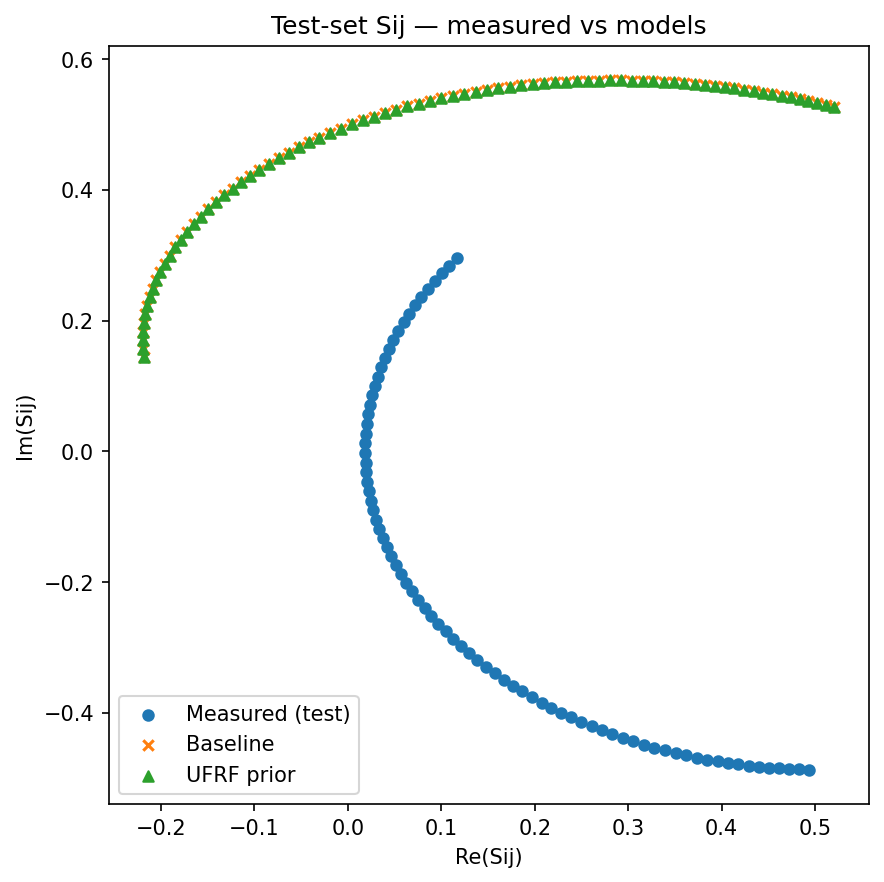 Test-set Sij — measured vs models
0.6
0.4
0.2
0.0
−0.2
−0.4
Im(Sij)
Measured (test)
Baseline
UFRF prior
−0.2
−0.1
0.0
0.1
0.2
0.3
0.4
0.5
Re(Sij)